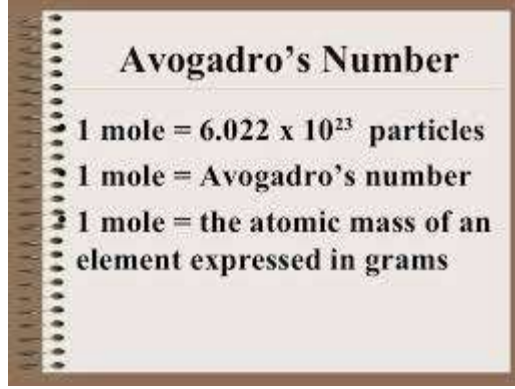 Avogadro’s Number
1 mole = 6.022 x 10²³ particles
1 mole = Avogadro’s number
1 mole = the atomic mass of an
element expressed in grams